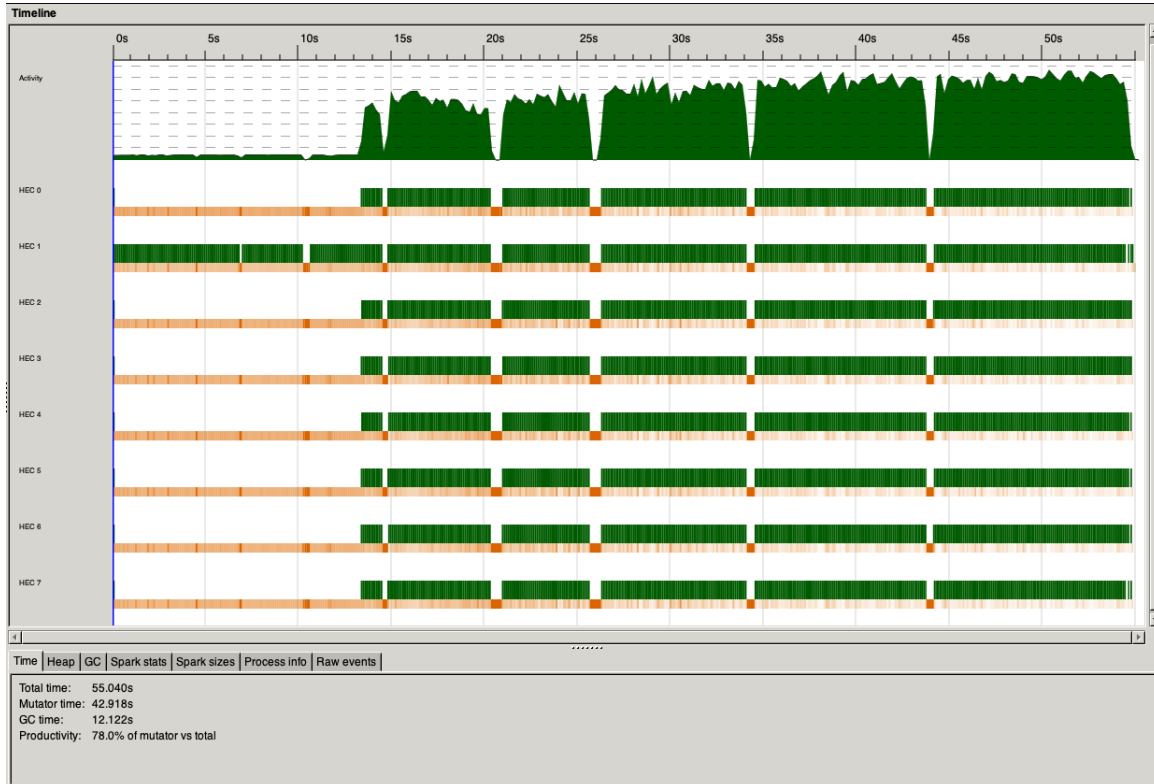 Timeline
0s 5s 10s 15s 20s 25s 30s 35s 40s 45s 50s
Activity
HEC 0
HEC 1
HEC 2
HEC 3
HEC 4
HEC 5
HEC 6
HEC 7
Time Heap GC Spark stats Spark sizes Process info Raw events
Total time: 55.040s
Mutator time: 42.918s
GC time: 12.122s
Productivity: 78.0% of mutator vs total